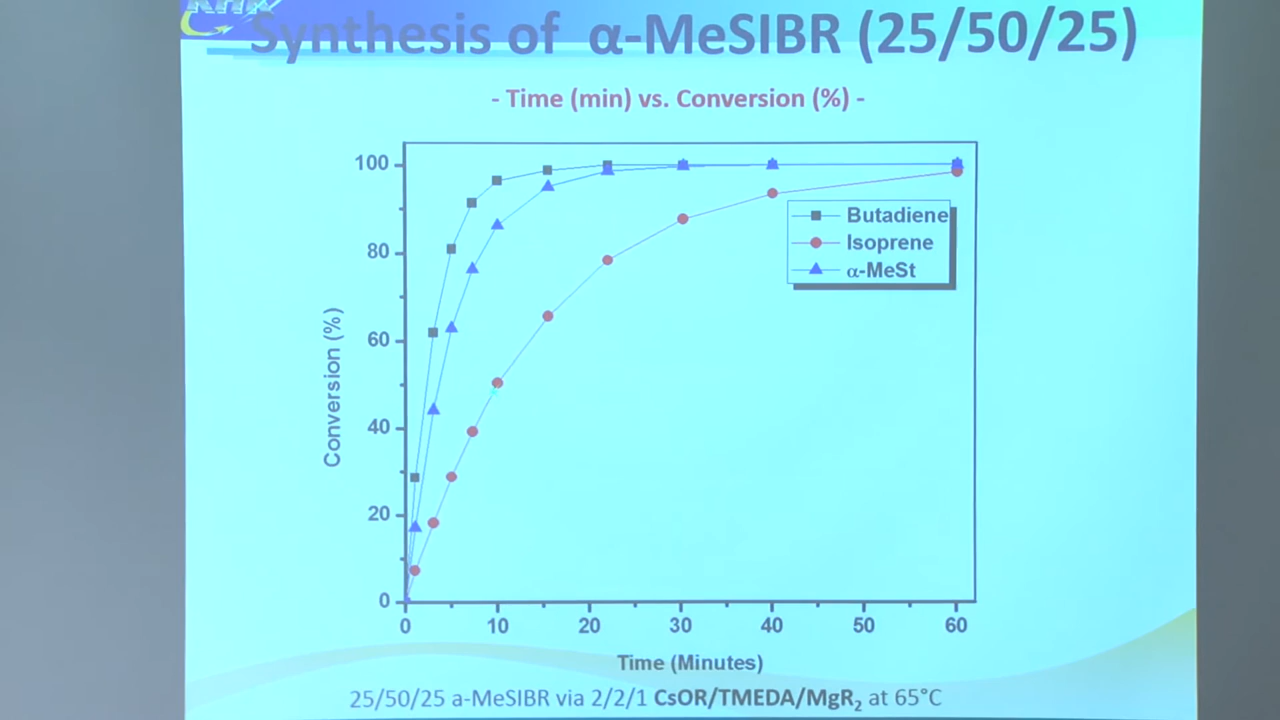 Synthesis of α-MeSIBR (25/50/25)
- Time (min) vs. Conversion (%) -
100
80
60
40
20
0
Conversion (%)
Butadiene
Isoprene
α-MeSt
0 10 20 30 40 50 60
Time (Minutes)
25/50/25 a-MeSIBR via 2/2/1 CsOR/TMEDA/MgR₂ at 65°C